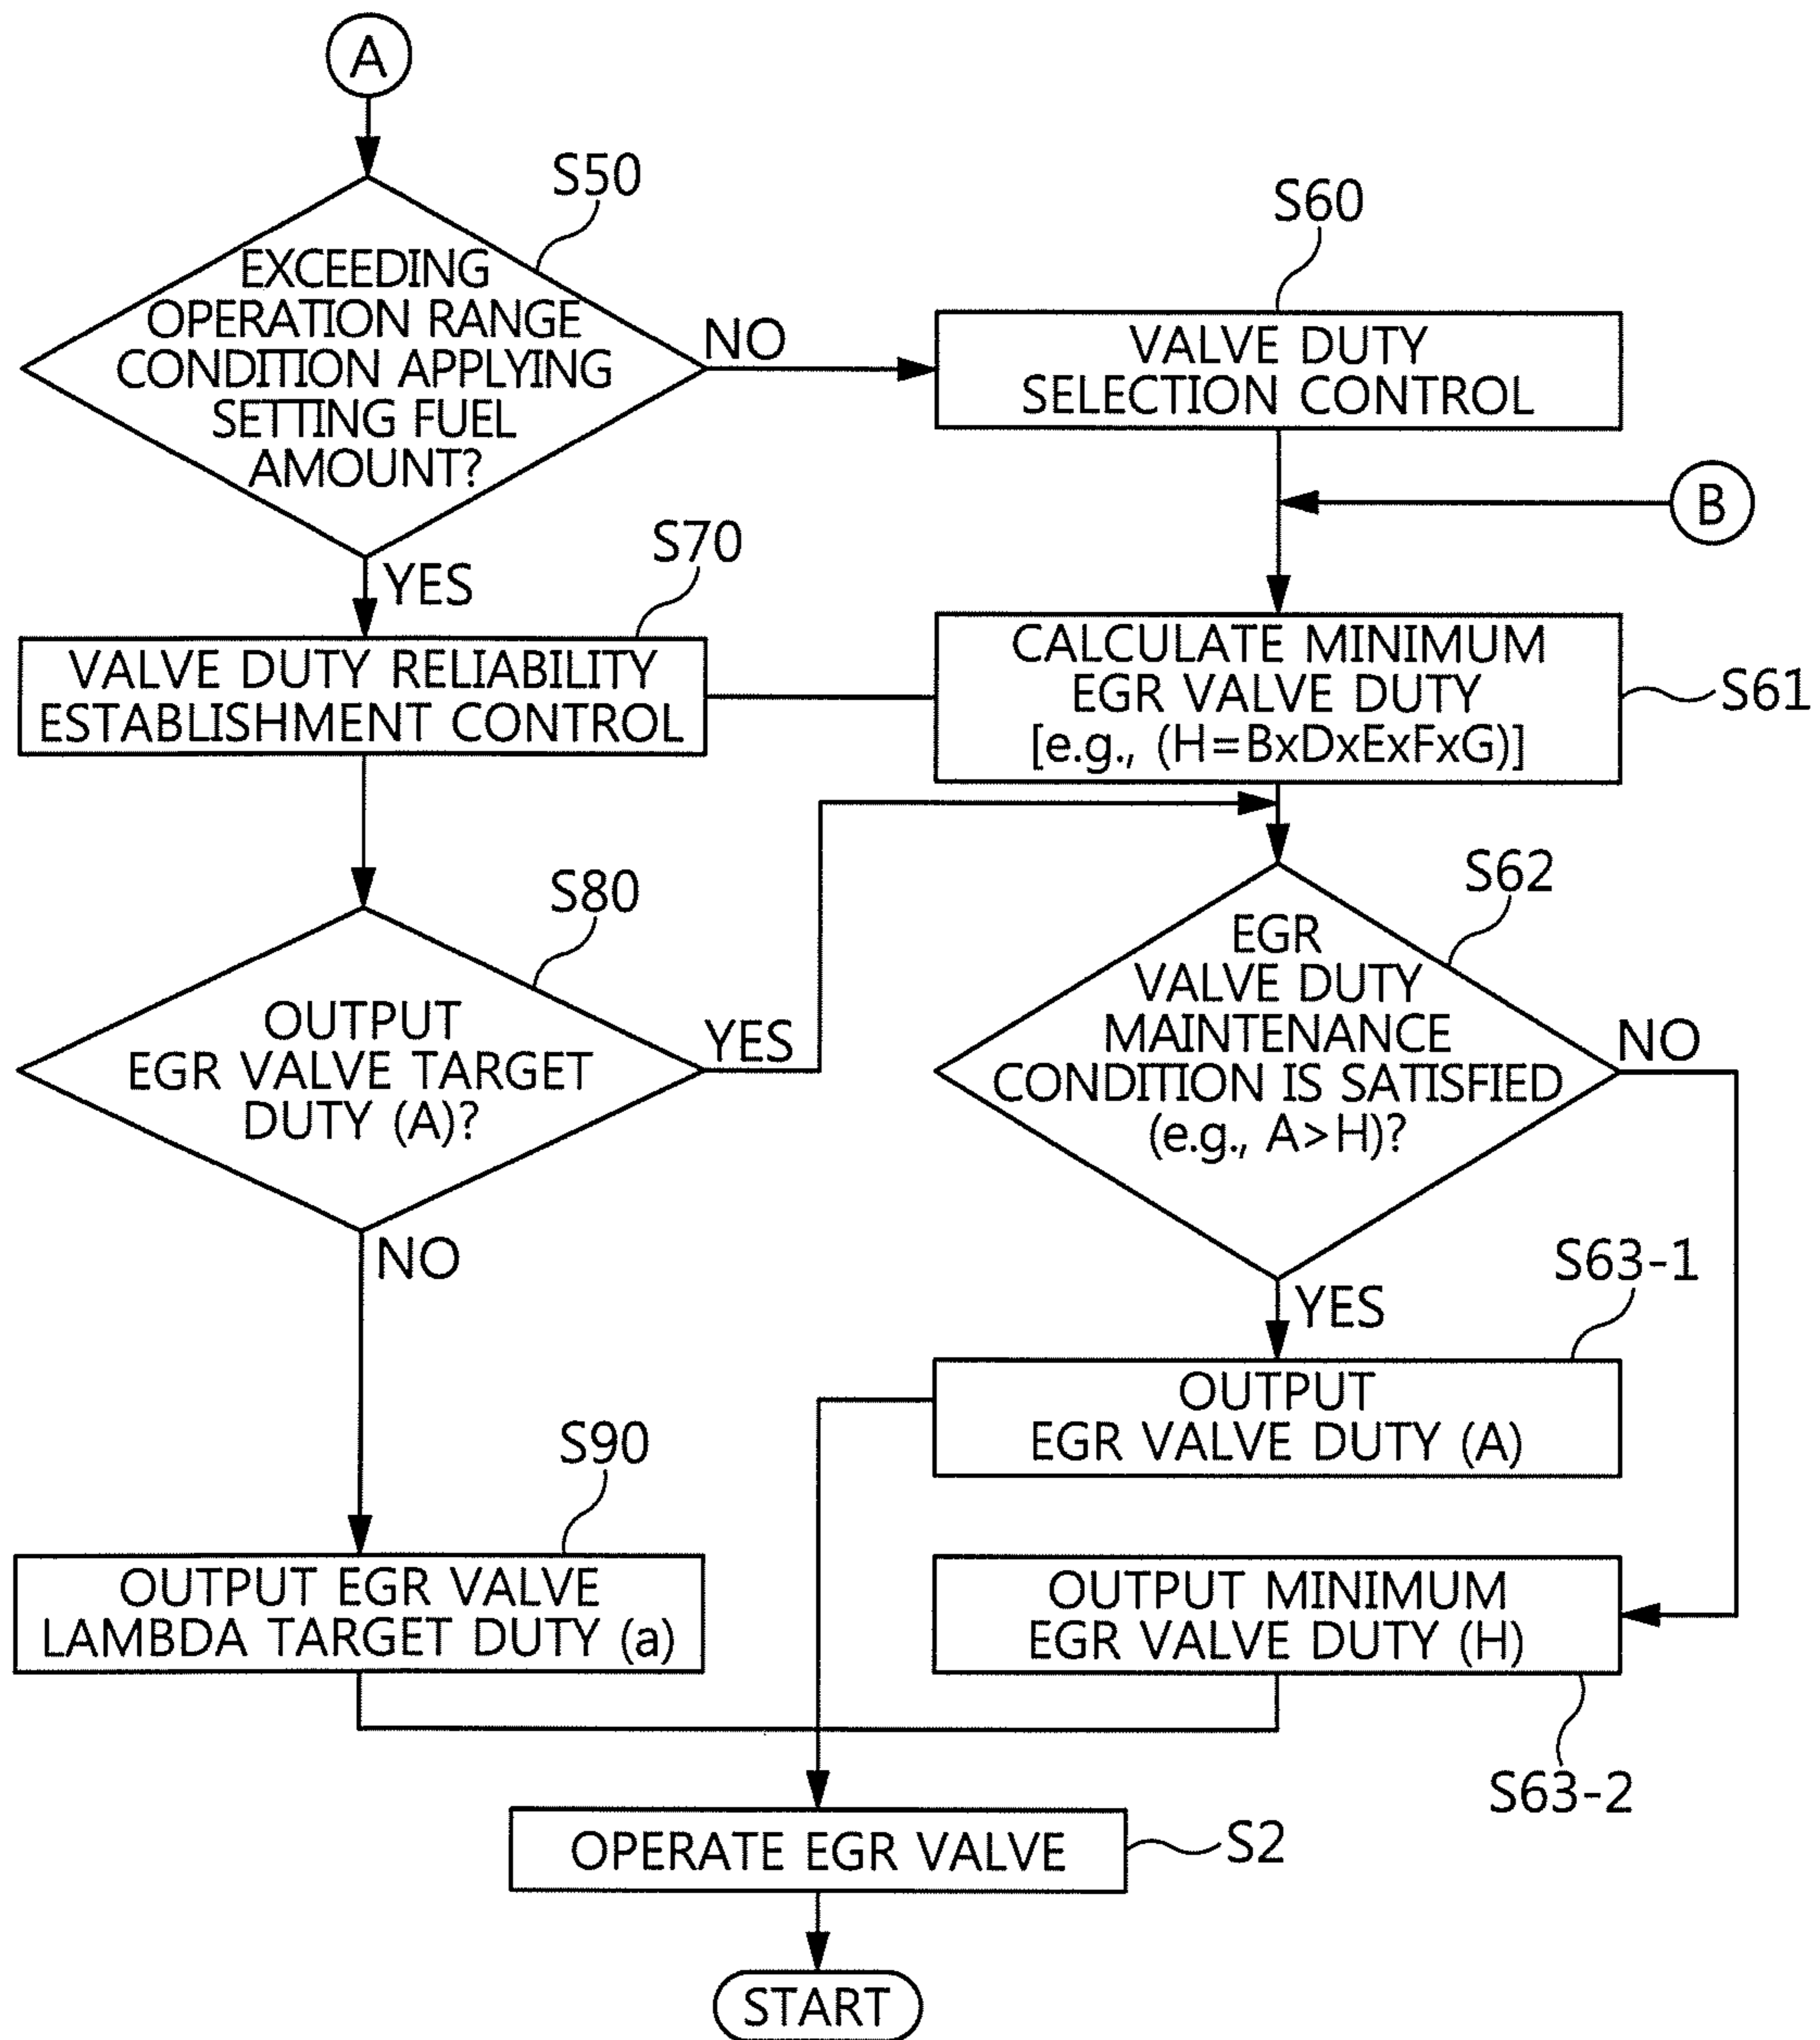 A
S50
EXCEEDING
OPERATION RANGE
CONDITION APPLYING
SETTING FUEL
AMOUNT?
NO
YES
S60
VALVE DUTY
SELECTION CONTROL
B
S70
VALVE DUTY RELIABILITY
ESTABLISHMENT CONTROL
CALCULATE MINIMUM
EGR VALVE DUTY
[e.g., (H=BxDxExFxG)]
S61
S80
OUTPUT
EGR VALVE TARGET
DUTY (A)?
YES
NO
S62
EGR
VALVE DUTY
MAINTENANCE
CONDITION IS SATISFIED
(e.g., A>H)?
NO
YES
S63-1
OUTPUT
EGR VALVE DUTY (A)
S90
OUTPUT EGR VALVE
LAMBDA TARGET DUTY (a)
OUTPUT MINIMUM
EGR VALVE DUTY (H)
S63-2
OPERATE EGR VALVE
S2
START